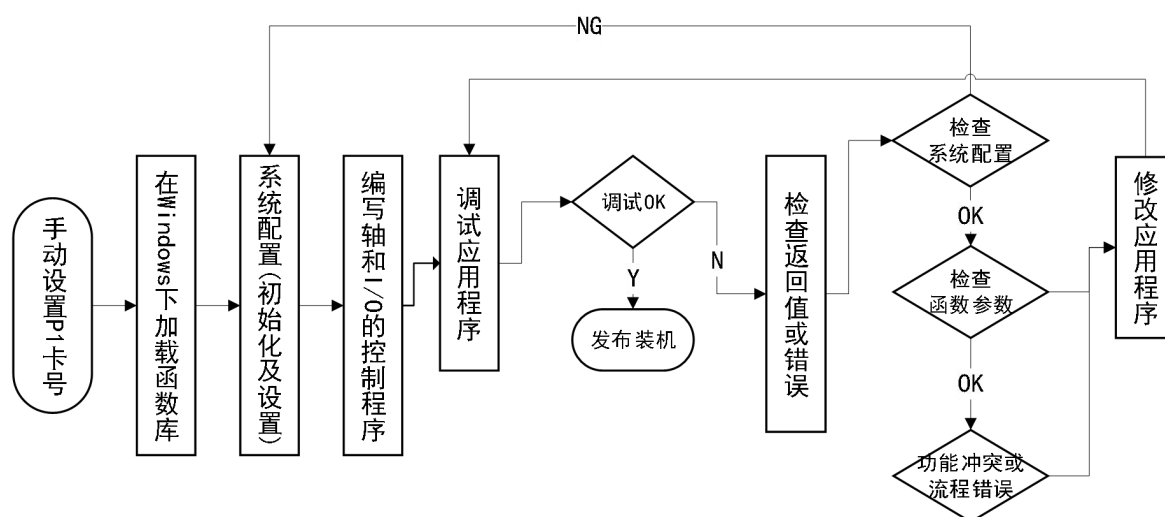 NG
手动设置P1卡号
在Windows下加载函数库
系统配置(初始化及设置)
编写轴和I/O的控制程序
调试应用程序
调试OK
Y
发布装机
N
检查返回值或错误
检查
系统配置
OK
检查
函数参数
OK
功能冲突或
流程错误
修改应用程序